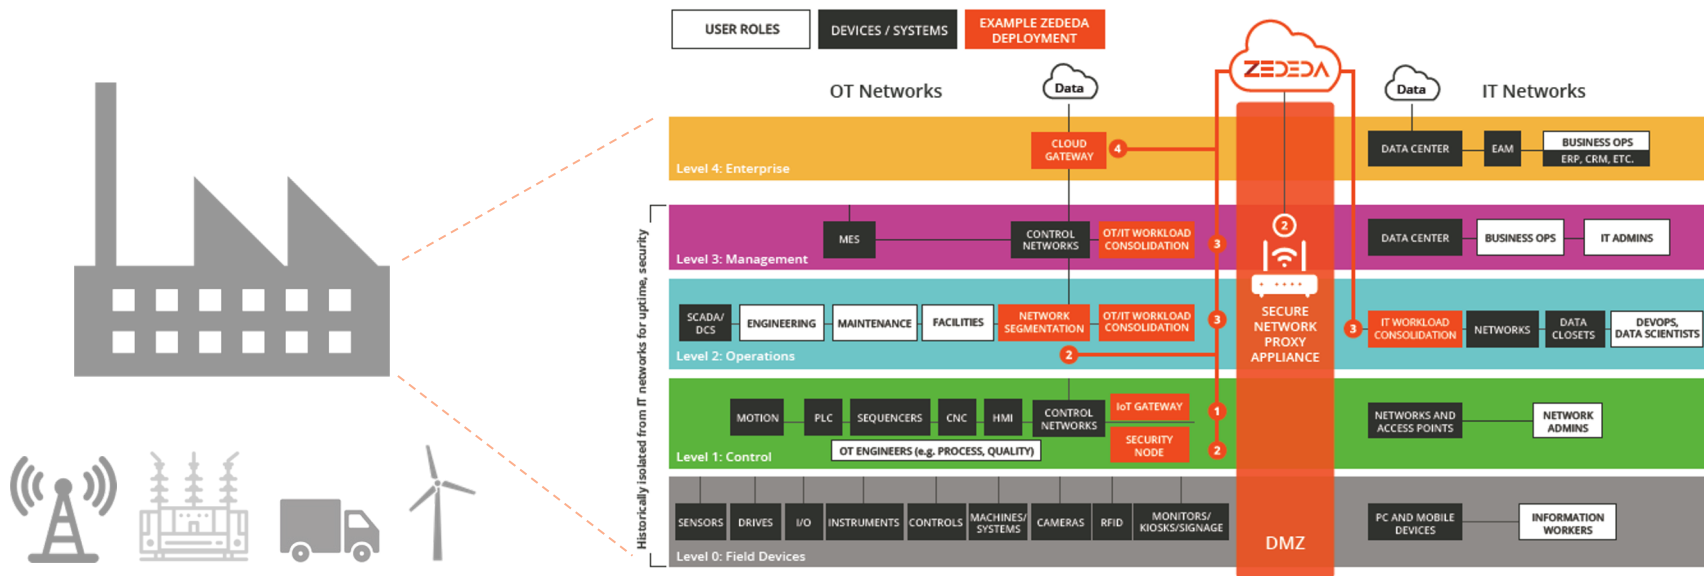 USER ROLES
DEVICES / SYSTEMS
EXAMPLE ZEDEDA
DEPLOYMENT
OT Networks
Data
ZEDEDA
Data
IT Networks
CLOUD
GATEWAY
4
DATA CENTER
EAM
BUSINESS OPS
ERP, CRM, ETC.
Level 4: Enterprise
Historically isolated from IT networks for uptime, security
MES
CONTROL
NETWORKS
OT/IT WORKLOAD
CONSOLIDATION
3
2
DATA CENTER
BUSINESS OPS
IT ADMINS
Level 3: Management
SCADA/
DCS
ENGINEERING
MAINTENANCE
FACILITIES
NETWORK
SEGMENTATION
OT/IT WORKLOAD
CONSOLIDATION
3
SECURE
NETWORK
PROXY
APPLIANCE
3
IT WORKLOAD
CONSOLIDATION
NETWORKS
DATA
CLOSETS
DEVOPS,
DATA SCIENTISTS
Level 2: Operations
2
MOTION
PLC
SEQUENCERS
CNC
HMI
CONTROL
NETWORKS
IoT GATEWAY
1
SECURITY
NODE
2
OT ENGINEERS (e.g. PROCESS, QUALITY)
NETWORKS AND
ACCESS POINTS
NETWORK
ADMINS
Level 1: Control
SENSORS
DRIVES
I/O
INSTRUMENTS
CONTROLS
MACHINES/
SYSTEMS
CAMERAS
RFID
MONITORS/
KIOSKS/SIGNAGE
DMZ
PC AND MOBILE
DEVICES
INFORMATION
WORKERS
Level 0: Field Devices